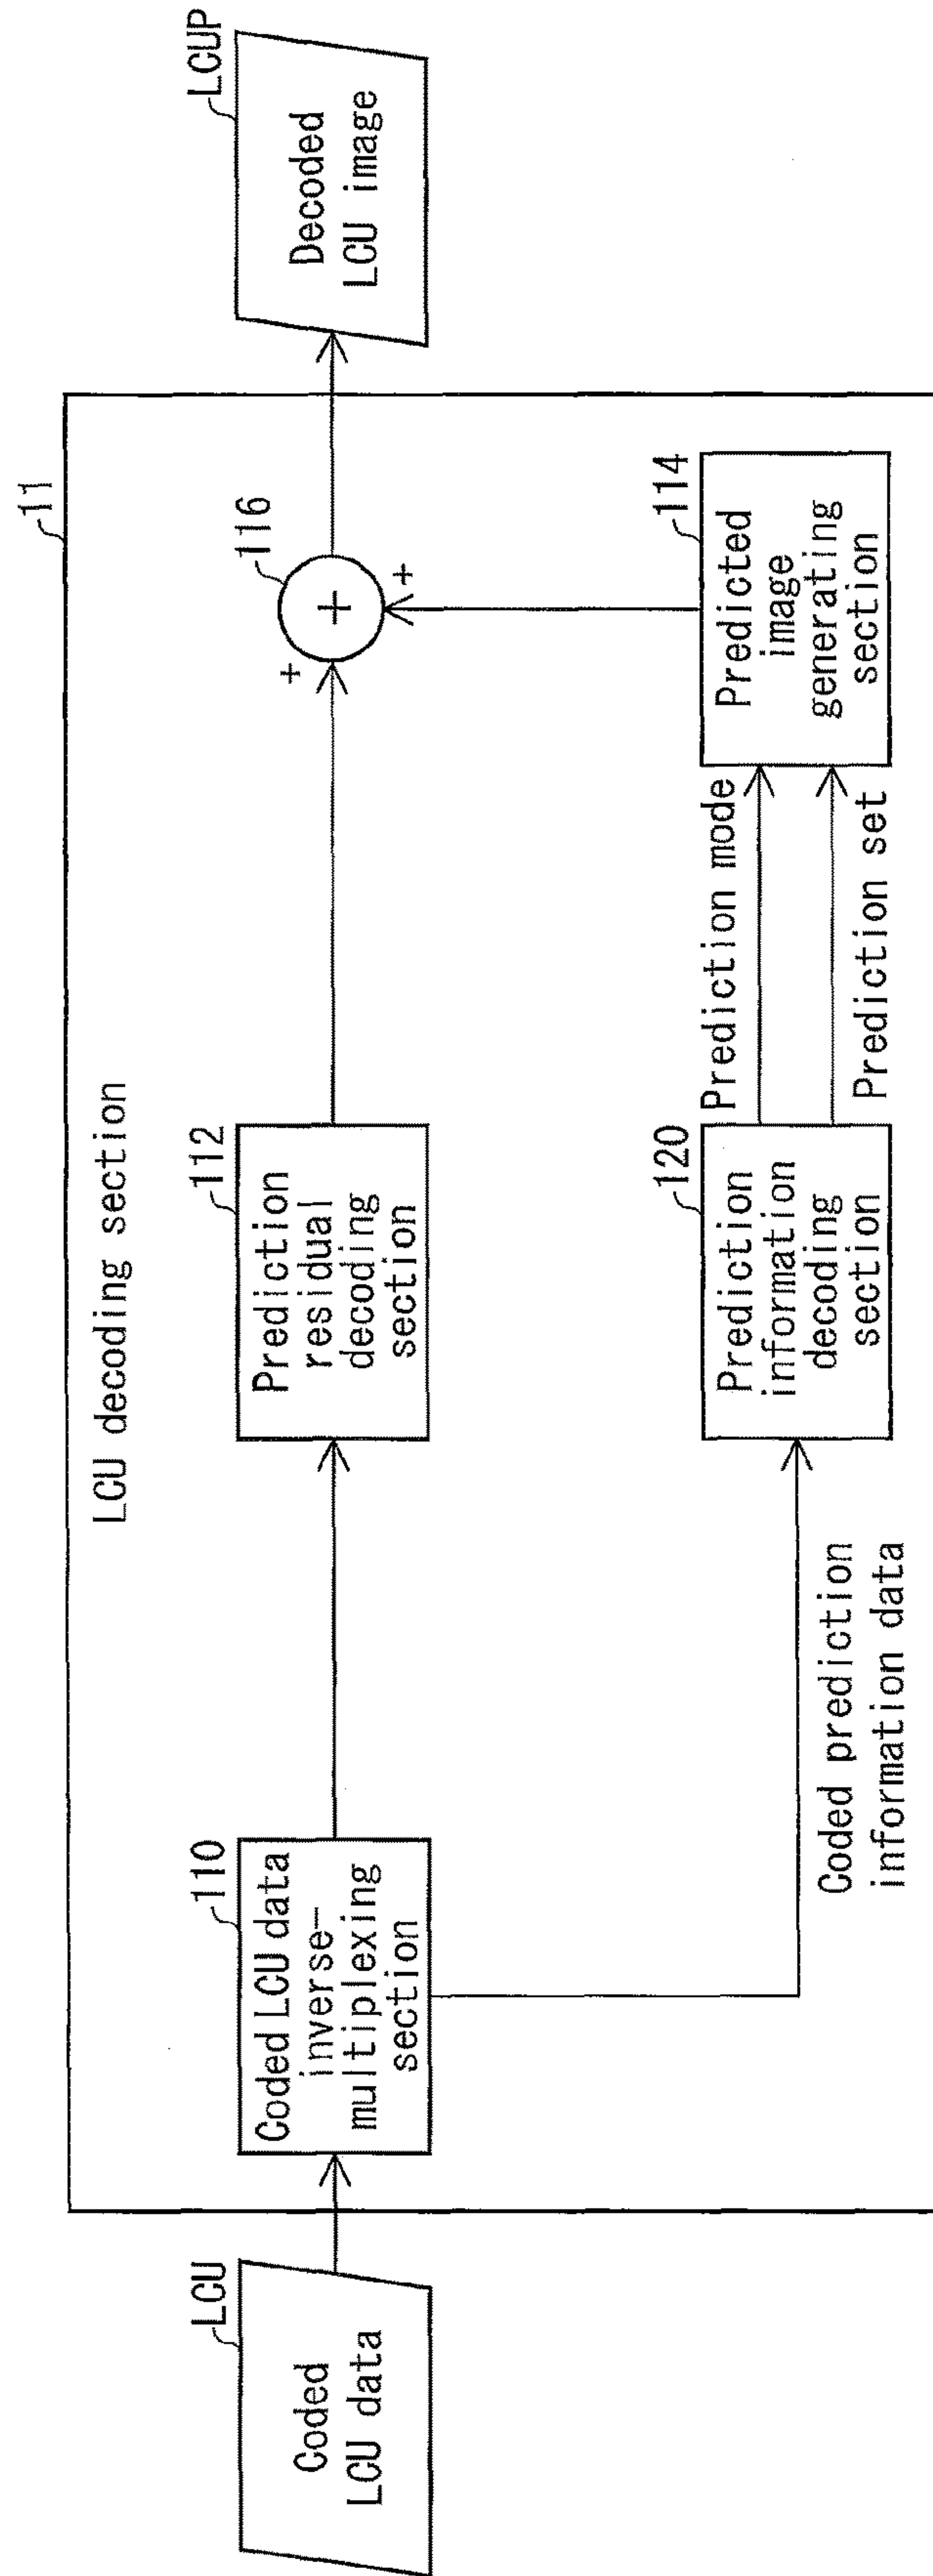 11
LCU decoding section
LCU
Coded
LCU data
110
Coded LCU data
inverse-
multiplexing
section
112
Prediction
residual
decoding
section
+
116
+
+
LCUP
Decoded
LCU image
Coded prediction
information data
120
Prediction
information
decoding
section
Prediction mode
Prediction set
114
Predicted
image
generating
section